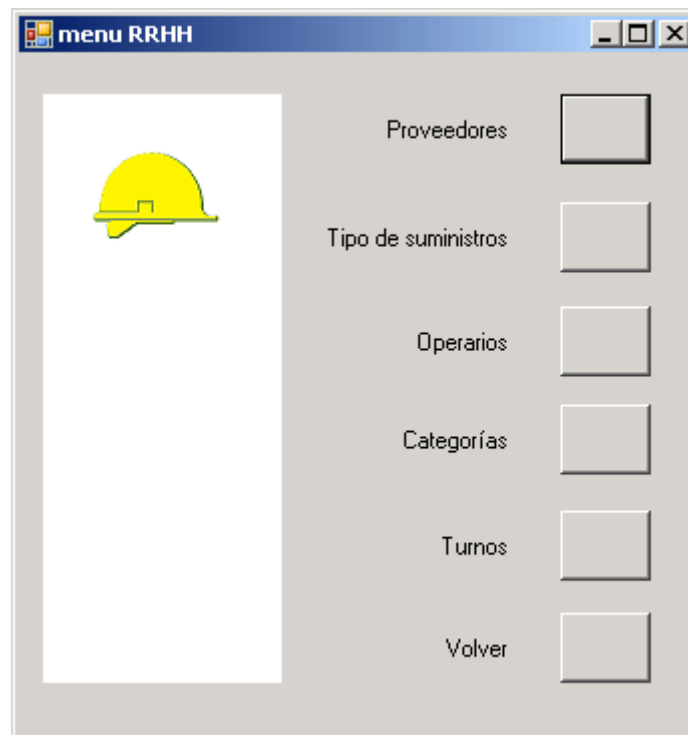 menu RRHH
Proveedores
Tipo de suministros
Operarios
Categorías
Turnos
Volver